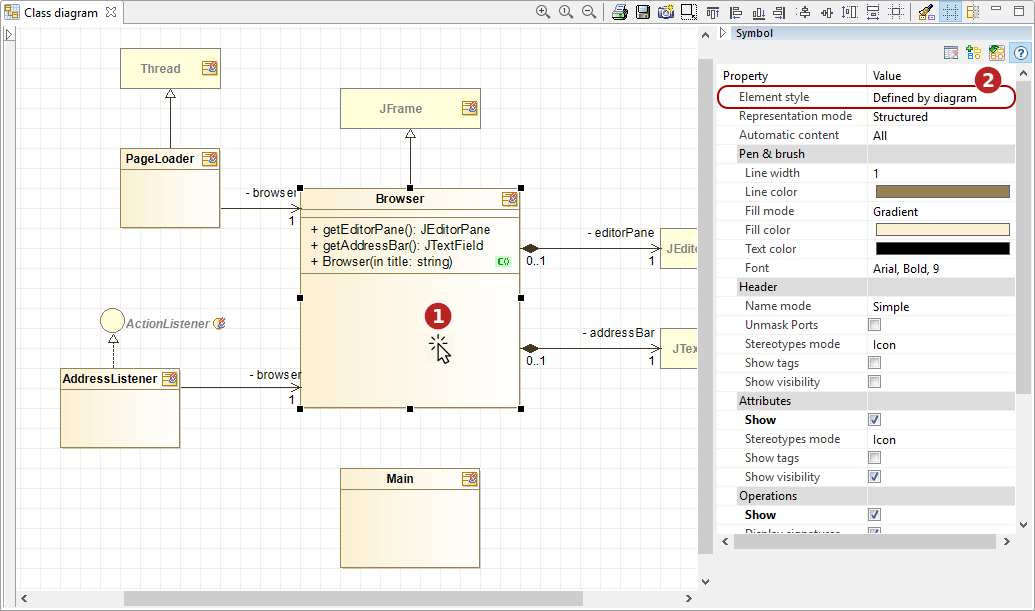 Class diagram
Symbol
Thread
JFrame
PageLoader
- browser
1
Browser
+ getEditorPane(): JEditorPane
+ getAddressBar(): JTextField
+ Browser(in title: string)
- editorPane
0..1
1
JEdito
ActionListener
1
- addressBar
0..1
1
JTex
AddressListener
- browser
1
Main
2
Property Value
Element style Defined by diagram
Representation mode Structured
Automatic content All
Pen & brush
Line width 1
Line color
Fill mode Gradient
Fill color
Text color
Font Arial, Bold, 9
Header
Name mode Simple
Unmask Ports
Stereotypes mode Icon
Show tags
Show visibility
Attributes
Show
Stereotypes mode Icon
Show tags
Show visibility
Operations
Show